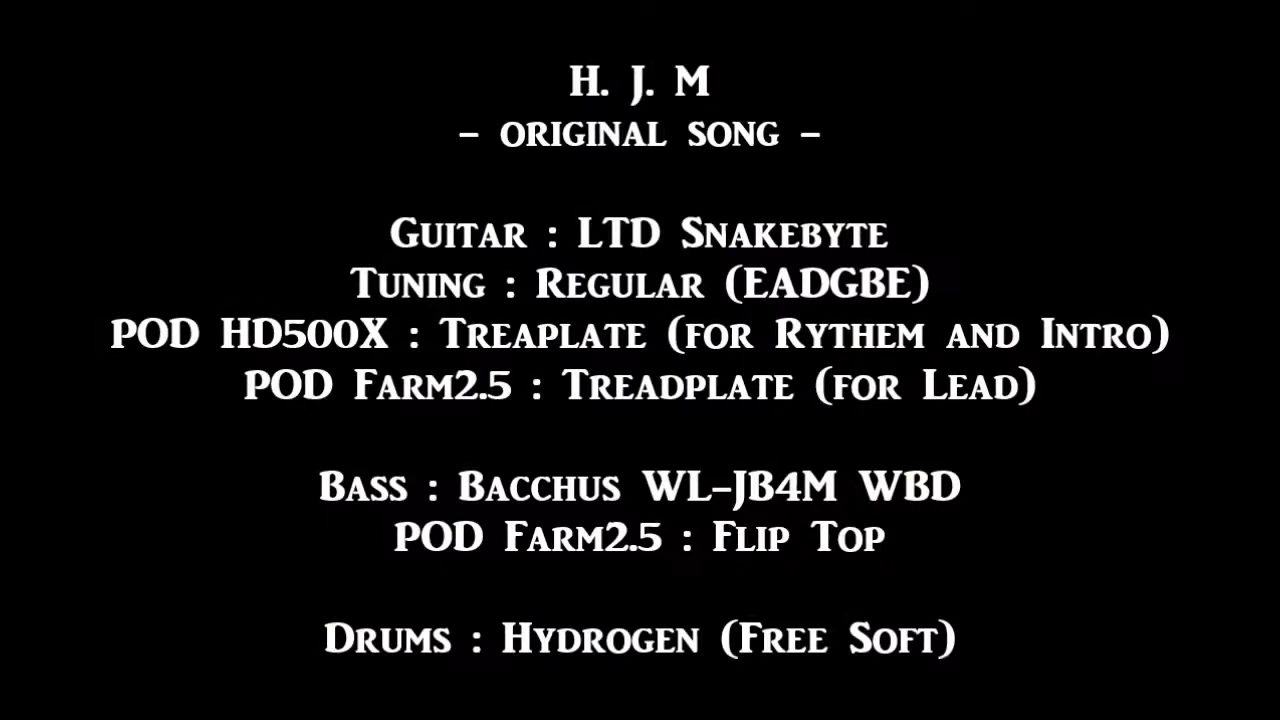 H. J. M
- ORIGINAL SONG -
GUITAR : LTD SNAKEBYTE
TUNING : REGULAR (EADGBE)
POD HD500X : TREAPLATE (FOR RYTHEM AND INTRO)
POD FARM2.5 : TREADPLATE (FOR LEAD)
BASS : BACCHUS WL-JB4M WBD
POD FARM2.5 : FLIP TOP
DRUMS : HYDROGEN (FREE SOFT)